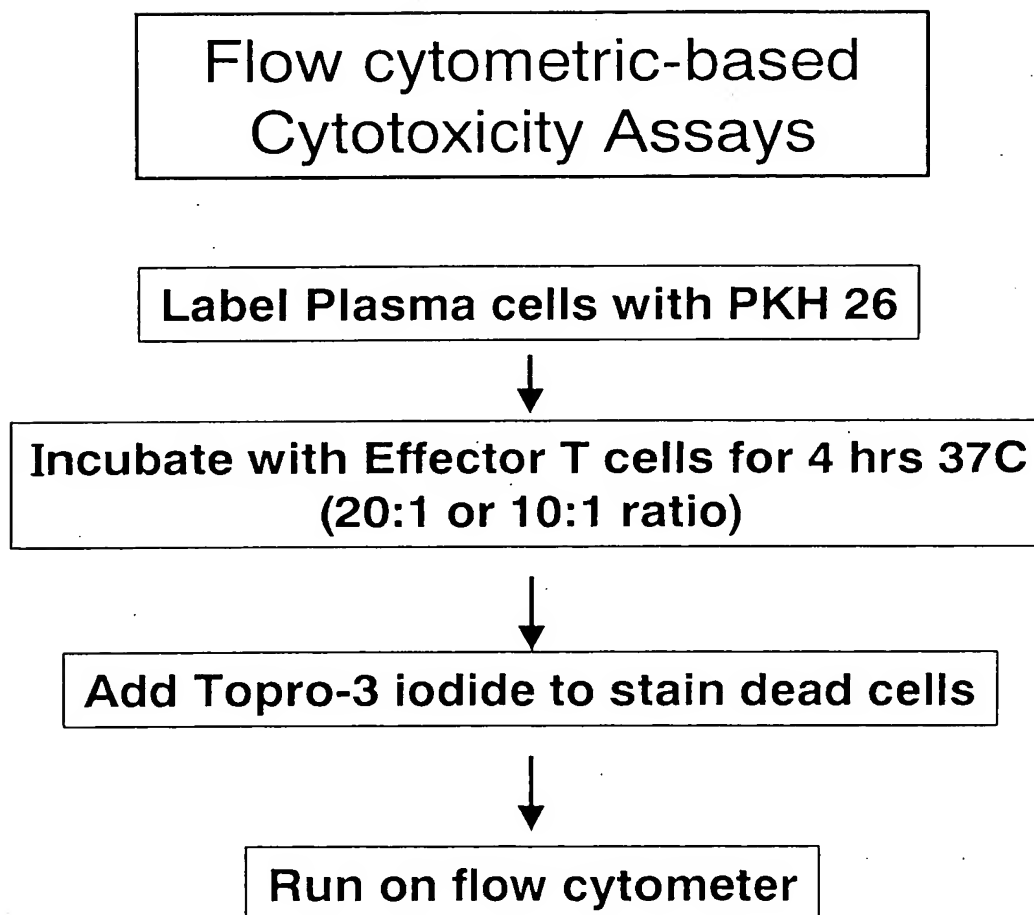 Flow cytometric-based
Cytotoxicity Assays
Label Plasma cells with PKH 26
Incubate with Effector T cells for 4 hrs 37C
(20:1 or 10:1 ratio)
Add Topro-3 iodide to stain dead cells
Run on flow cytometer